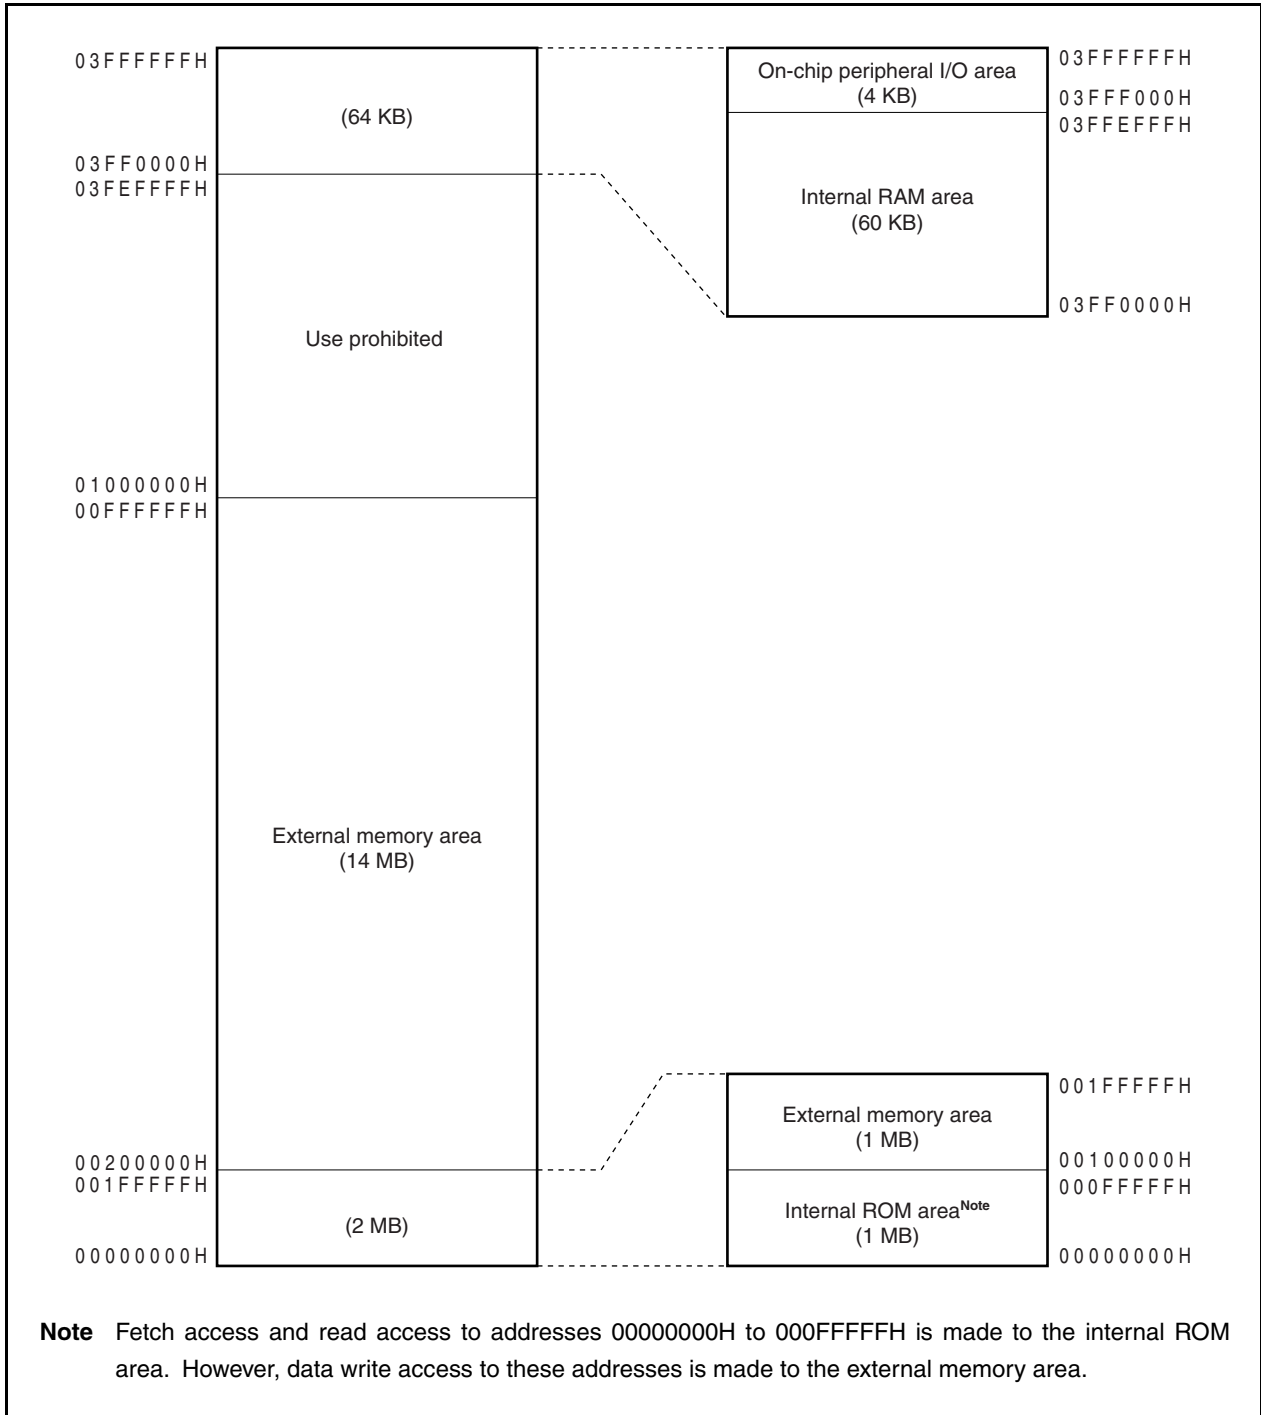 03FFFFFFH
(64 KB)
03FF0000H
03FEFFFFH
Use prohibited
01000000H
00FFFFFFH
External memory area
(14 MB)
00200000H
001FFFFFH
(2 MB)
00000000H
On-chip peripheral I/O area
(4 KB)
03FFFFFFH
03FFF000H
03FFEFFFH
Internal RAM area
(60 KB)
03FF0000H
001FFFFFH
External memory area
(1 MB)
00100000H
000FFFFFH
Internal ROM areaNote
(1 MB)
00000000H
Note Fetch access and read access to addresses 00000000H to 000FFFFFH is made to the internal ROM
area. However, data write access to these addresses is made to the external memory area.